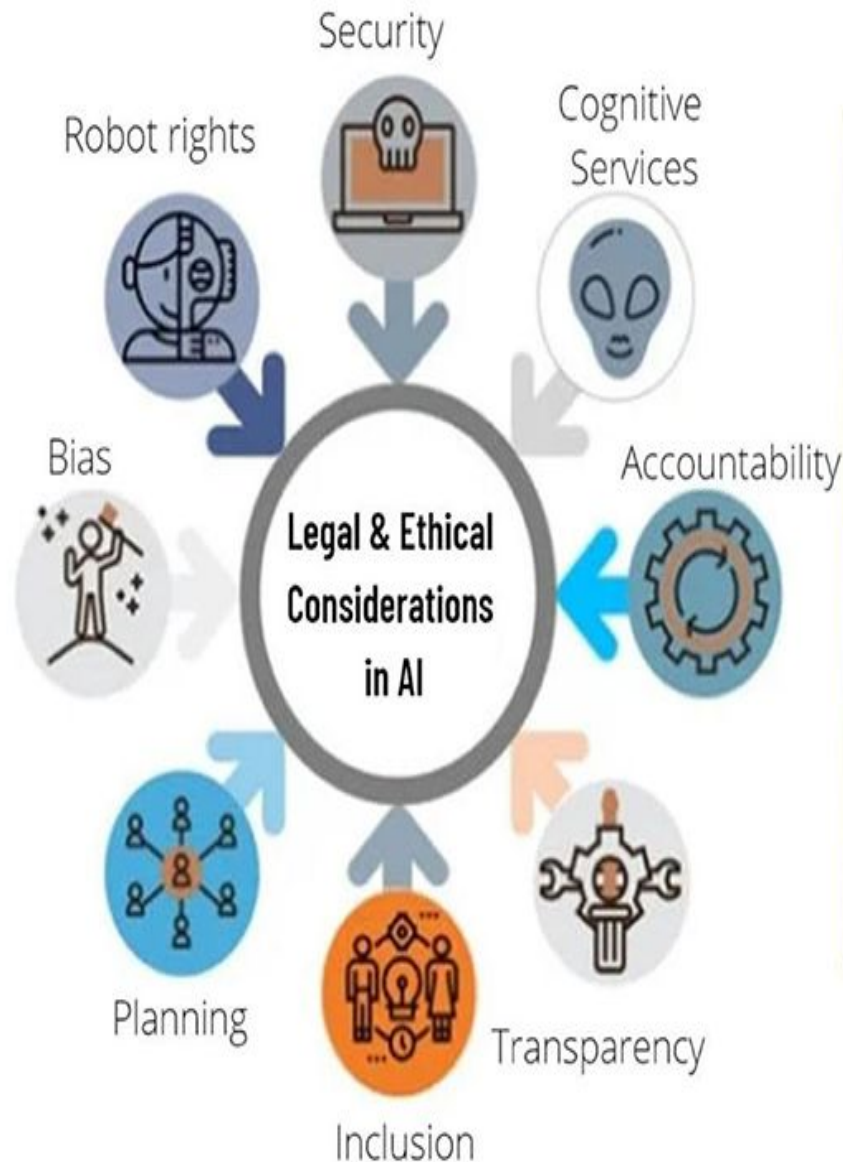 Security
Cognitive
Services
Robot rights
Bias
Accountability
Legal & Ethical
Considerations
in AI
Planning
Transparency
Inclusion